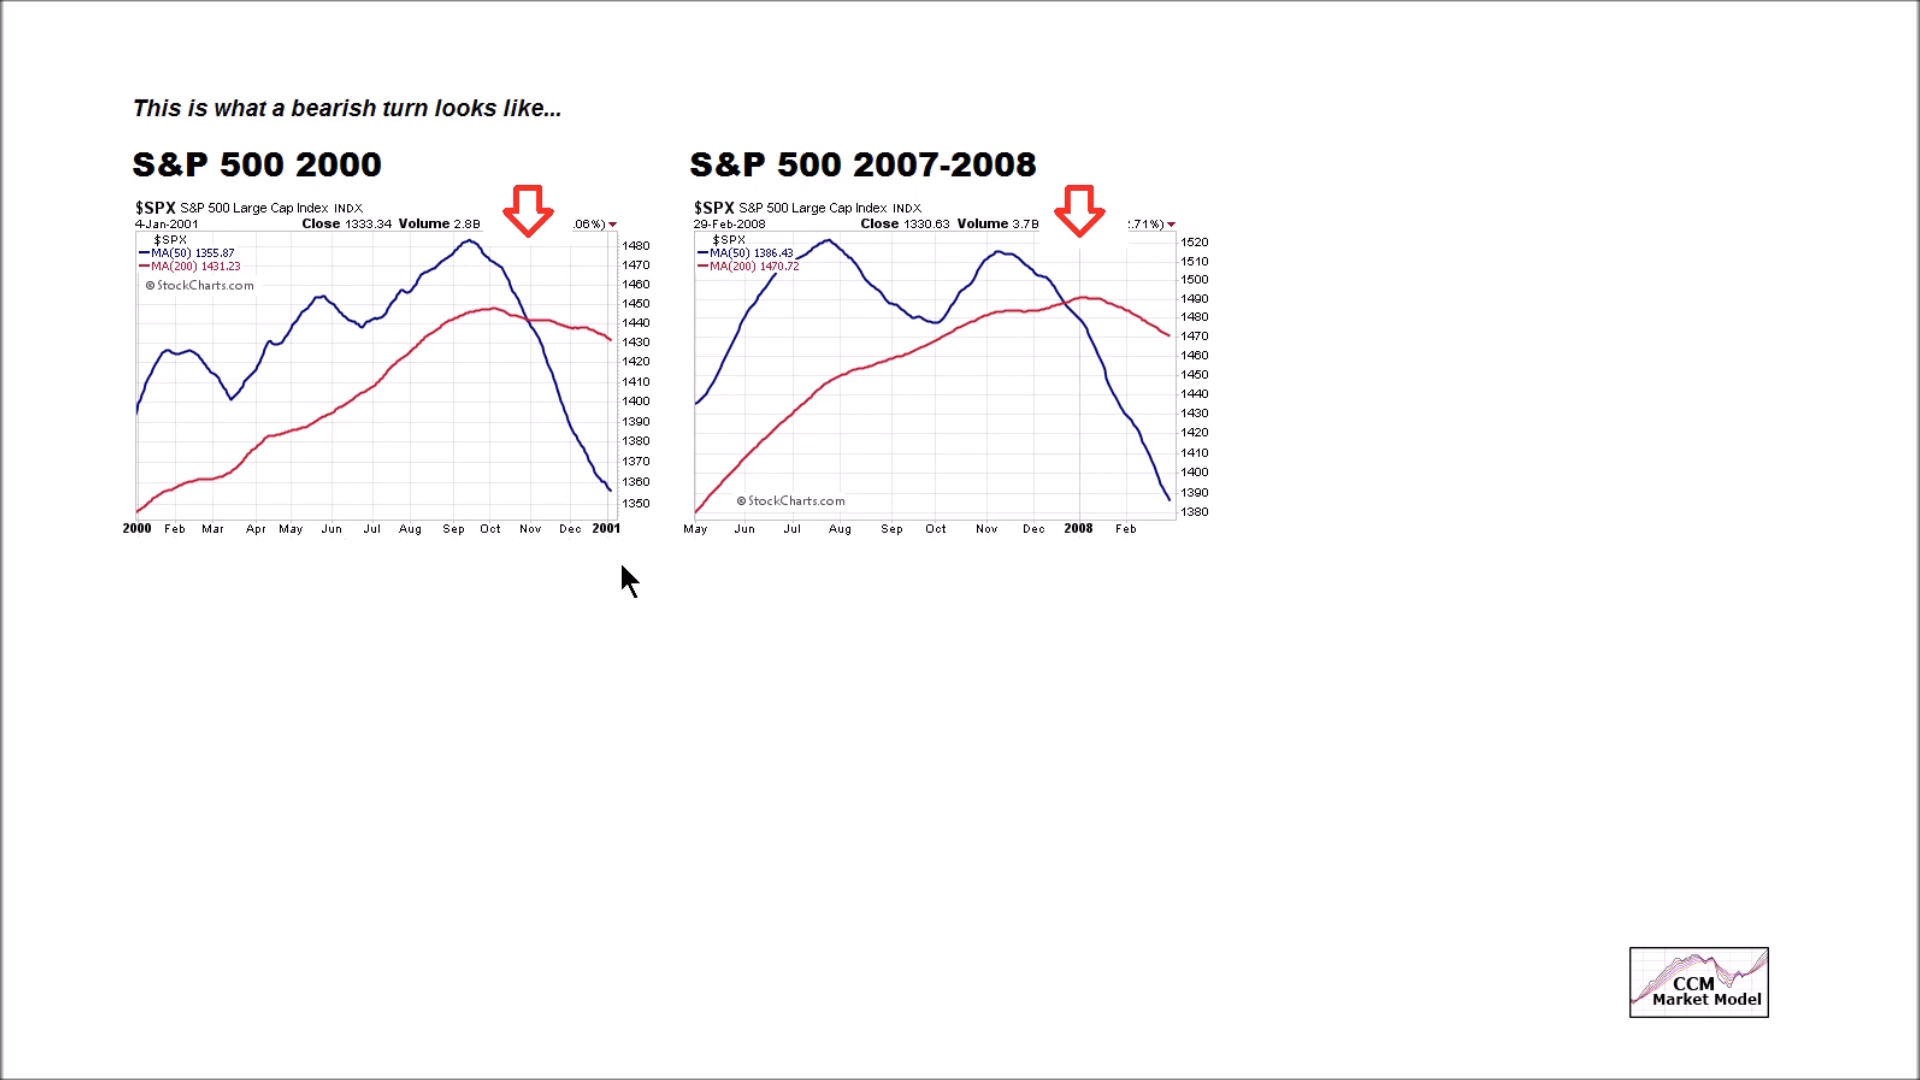 This is what a bearish turn looks like...
S&P 500 2000
$SPX S&P 500 Large Cap Index INDX
4-Jan-2001 Close 1333.34 Volume 2.8B .06%)
$SPX
MA(50) 1355.87
MA(200) 1431.23
©StockCharts.com
1480
1470
1460
1450
1440
1430
1420
1410
1400
1390
1380
1370
1360
1350
2000 Feb Mar Apr May Jun Jul Aug Sep Oct Nov Dec 2001
S&P 500 2007-2008
$SPX S&P 500 Large Cap Index INDX
29-Feb-2008 Close 1330.63 Volume 3.7B .71%)
$SPX
MA(50) 1386.43
MA(200) 1470.72
1520
1510
1500
1490
1480
1470
1460
1450
1440
1430
1420
1410
1400
1390
1380
©StockCharts.com
May Jun Jul Aug Sep Oct Nov Dec 2008 Feb
CCM
Market Model